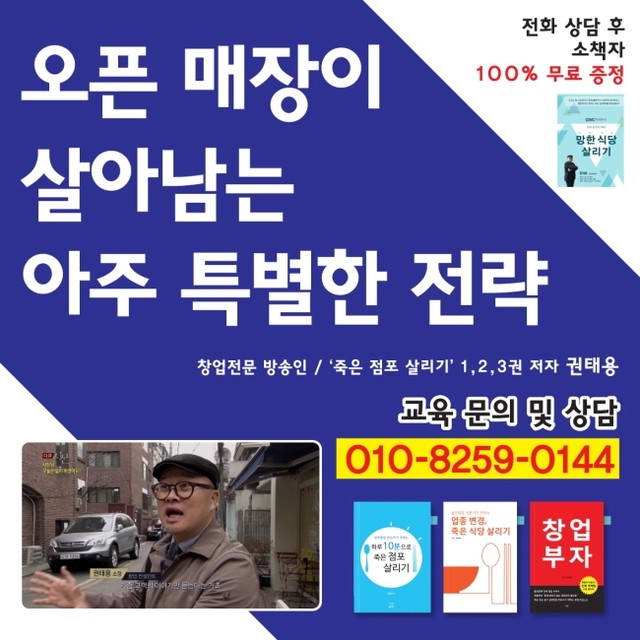 전화 상담 후
소책자
100% 무료 증정
망한 식당
살리기
오픈 매장이
살아남는
아주 특별한 전략
창업전문 방송인 / ‘죽은 점포 살리기’ 1,2,3권 저자 권태용
교육 문의 및 상담
010-8259-0144
권태용 소장
하루 10분으로
죽은 점포
살리기
업종 변경,
죽은 식당 살리기
창업
부자